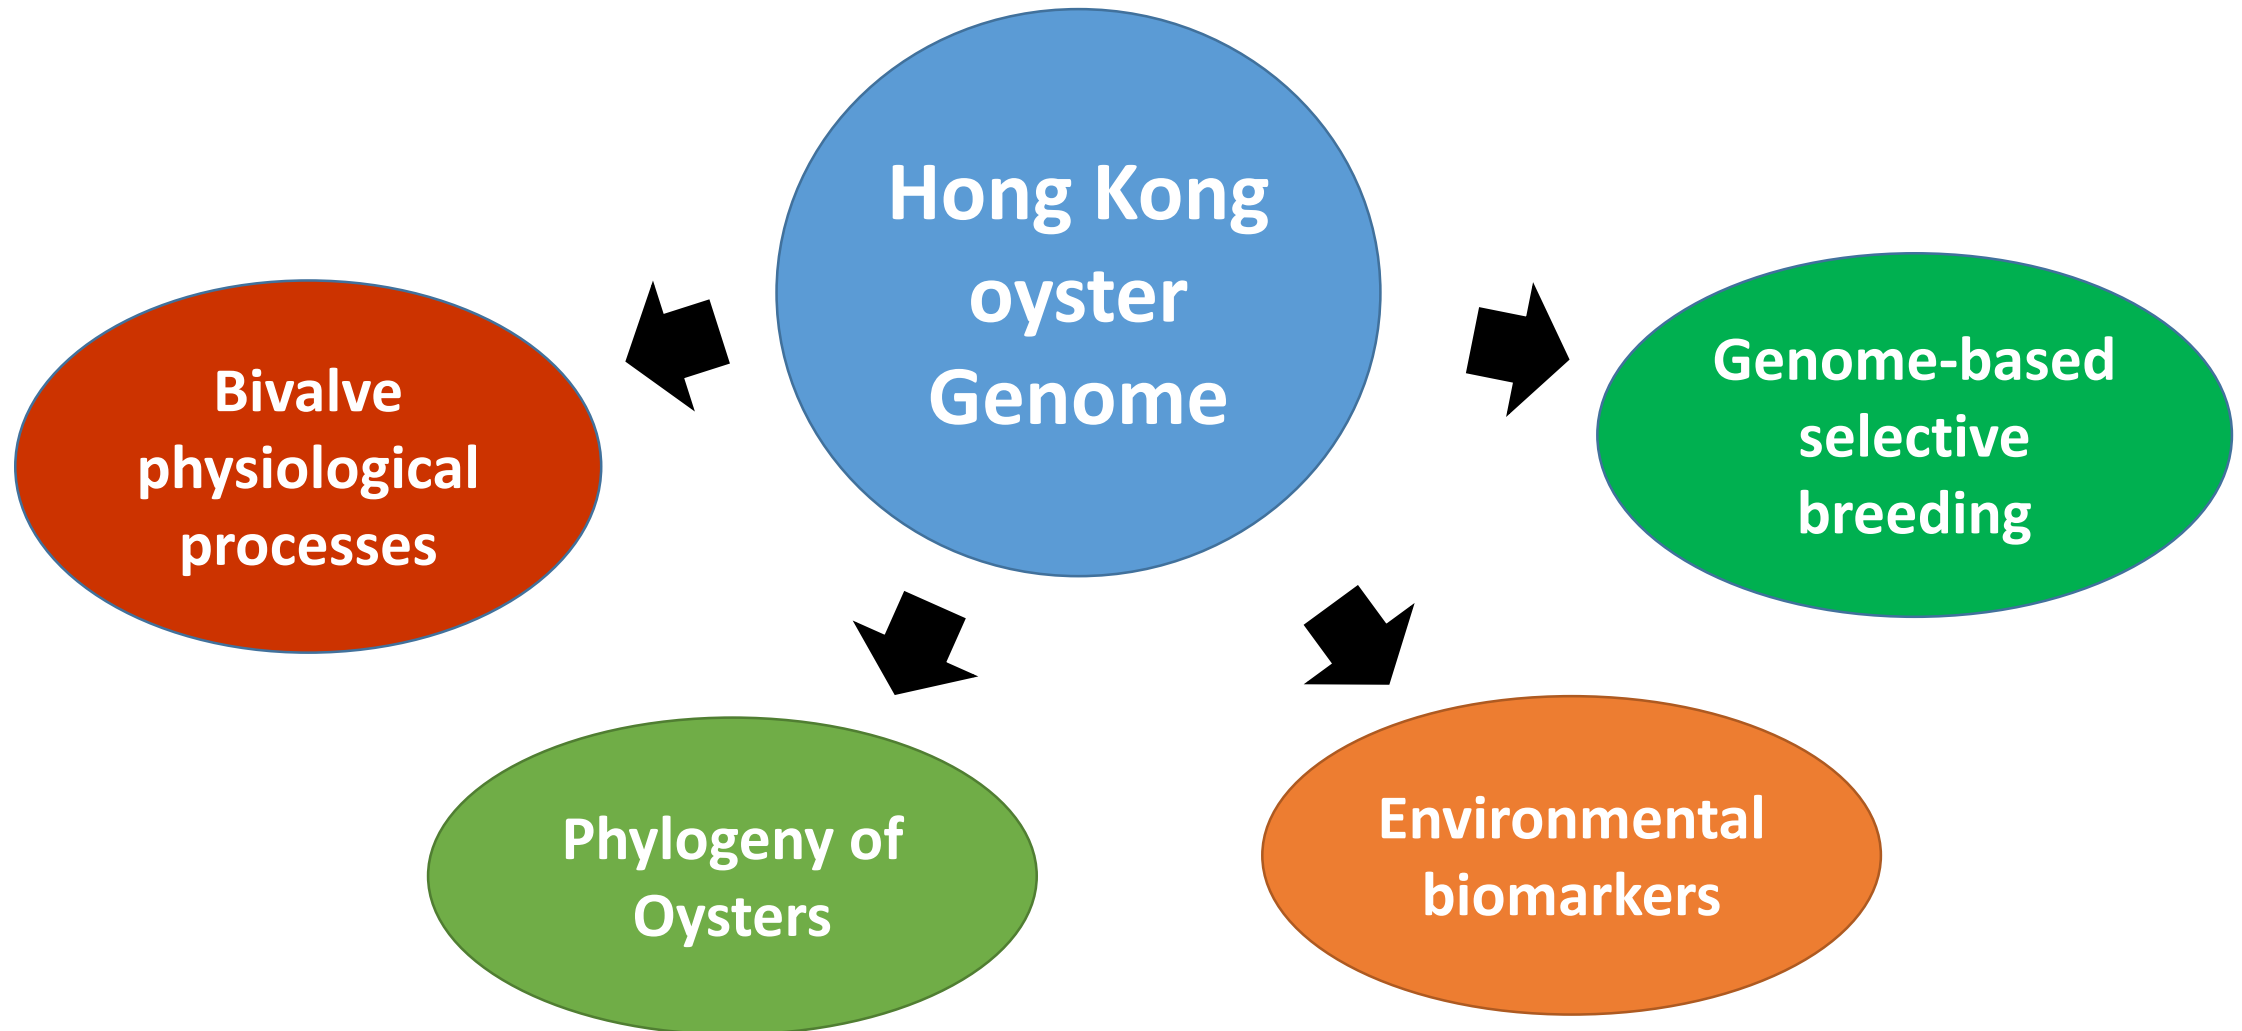 Hong Kong
oyster
Genome
Bivalve
physiological
processes
Genome-based
selective
breeding
Phylogeny of
Oysters
Environmental
biomarkers